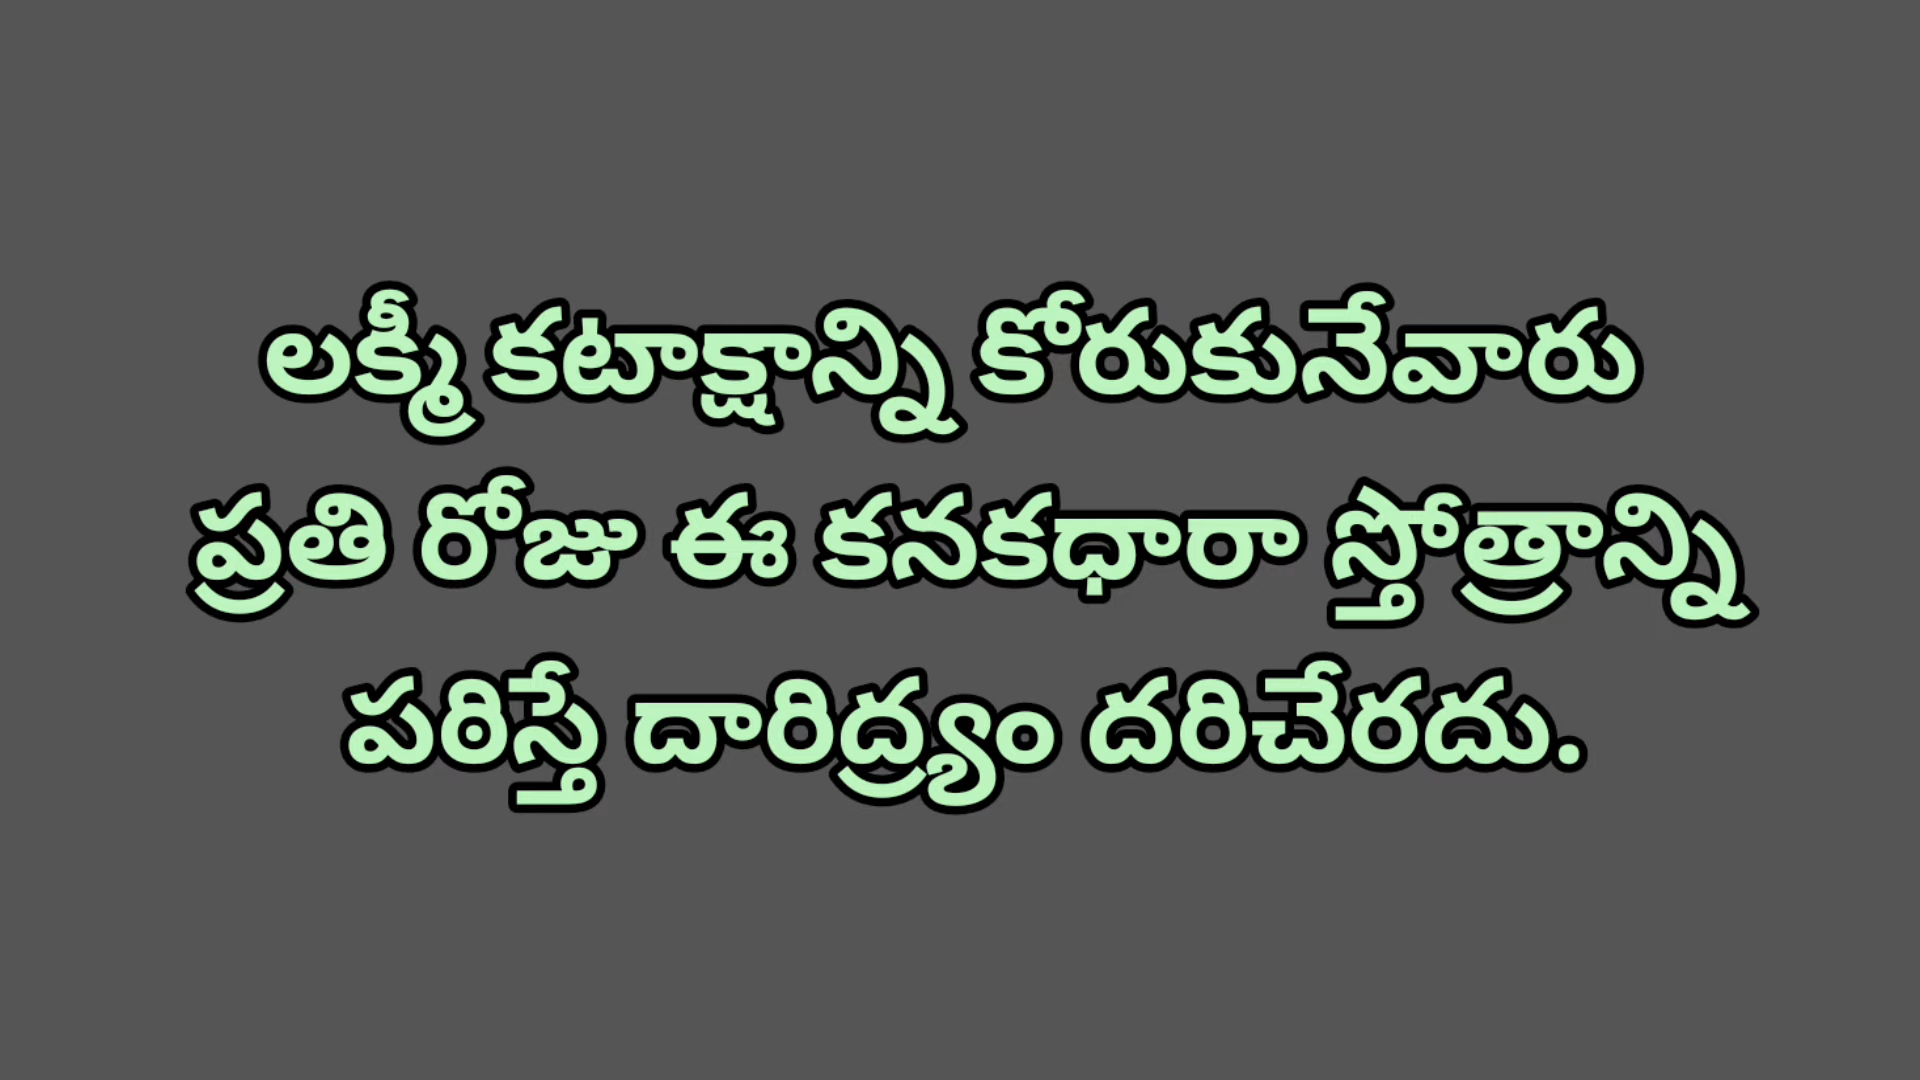 లక్ష్మీ కటాక్షాన్ని కోరుకునేవారు
ప్రతి రోజు ఈ కనకధారా స్తోత్రాన్ని
పఠిస్తే దారిద్ర్యం దరిచేరదు.